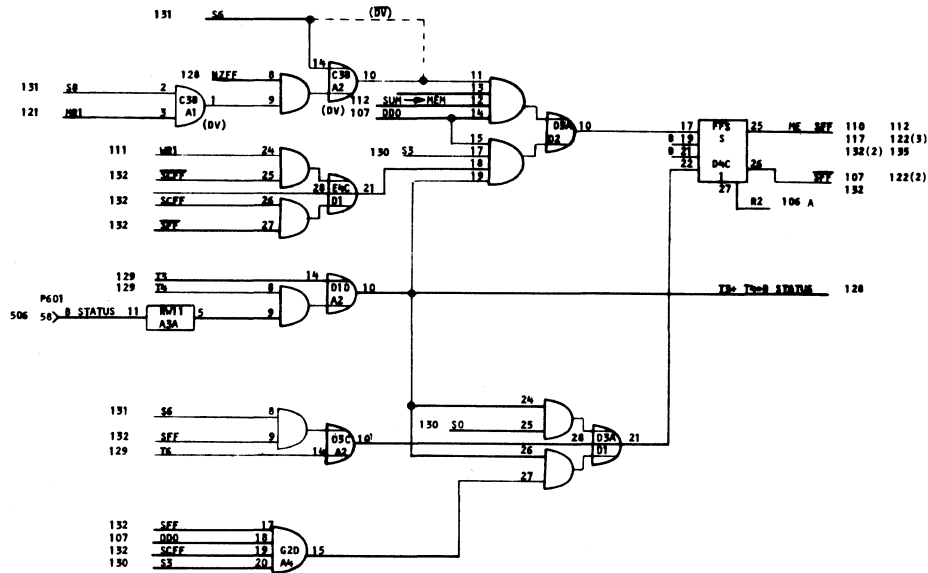 131 S6 (DV)
14
128 NZFF 8 C3B 10 11
A2
131 S8 2 9 13
C3B 1 (DV) 112 SUM MEM 12
121 MB1 3 A1 107 DDO 14
(DV) D3A 10 17 FFS 25 ME SFF 110 112
D2 S
15 8 19 117 122(3)
111 WB1 24 130 S3 17 8 21 132(2) 135
132 SCFF 25 18 22 D4C 26 SFF 107 122(2)
28 E4C 21 19 1
132 SCFF 26 D1 27 132
132 SFF 27 R2 106 A
129 T3 14
129 T4 8 D1D 10 T3+ T4•8 STATUS 128
A2
P601
506 58 8 STATUS 11 RW11 5 9
A3A
131 S6 8 24
130 S0 25
132 SFF 9 D3C 10 28 D3A 21
129 T6 14 A2 26 D1
27
132 SFF 17
107 DDO 18
132 SCFF 19 G2D 15
130 S3 20 A4